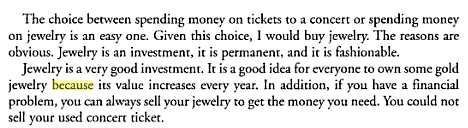 The choice between spending money on tickets to a concert or spending money
on jewelry is an easy one. Given this choice, I would buy jewelry. The reasons are
obvious. Jewelry is an investment, it is permanent, and it is fashionable.
Jewelry is a very good investment. It is a good idea for everyone to own some gold
jewelry because its value increases every year. In addition, if you have a financial
problem, you can always sell your jewelry to get the money you need. You could not
sell your used concert ticket.